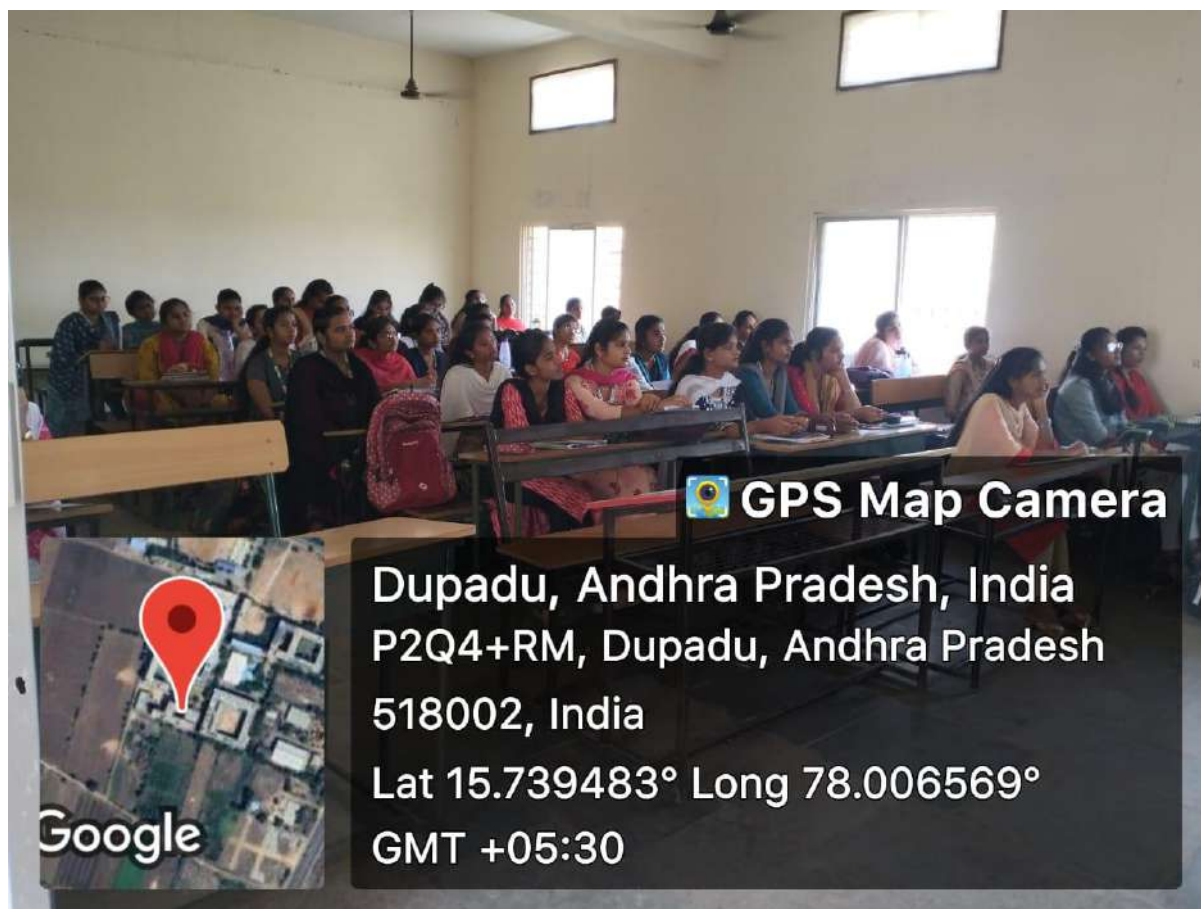 GPS Map Camera
Dupadu, Andhra Pradesh, India
P2Q4+RM, Dupadu, Andhra Pradesh
518002, India
Lat 15.739483° Long 78.006569°
GMT +05:30
Google